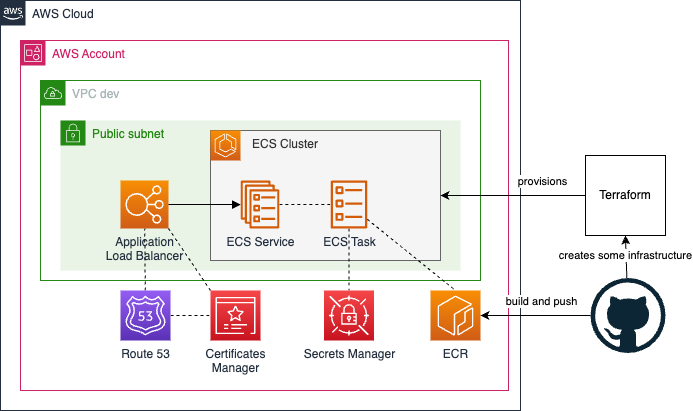 aws
AWS Cloud
AWS Account
VPC dev
Public subnet
ECS Cluster
provisions
Terraform
Application
Load Balancer
ECS Service
ECS Task
creates some infrastructure
build and push
53
Route 53
Certificates
Manager
Secrets Manager
ECR